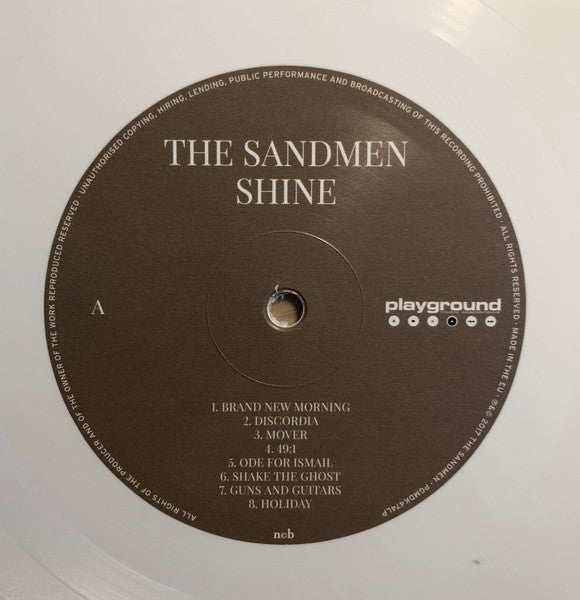 THE SANDMEN
SHINE
A
playground
1. BRAND NEW MORNING
2. DISCORDIA
3. MOVER
4. 49:1
5. ODE FOR ISMAIL
6. SHAKE THE GHOST
7. GUNS AND GUITARS
8. HOLIDAY
ALL RIGHTS OF THE PRODUCER AND OF THE OWNER OF THE WORK REPRODUCED RESERVED · UNAUTHORISED COPYING, HIRING, LENDING, PUBLIC PERFORMANCE AND BROADCASTING OF THIS RECORDING PROHIBITED · ALL RIGHTS RESERVED · MADE IN THE EU · ℗© 2017 THE SANDMEN · PGMDK474LP